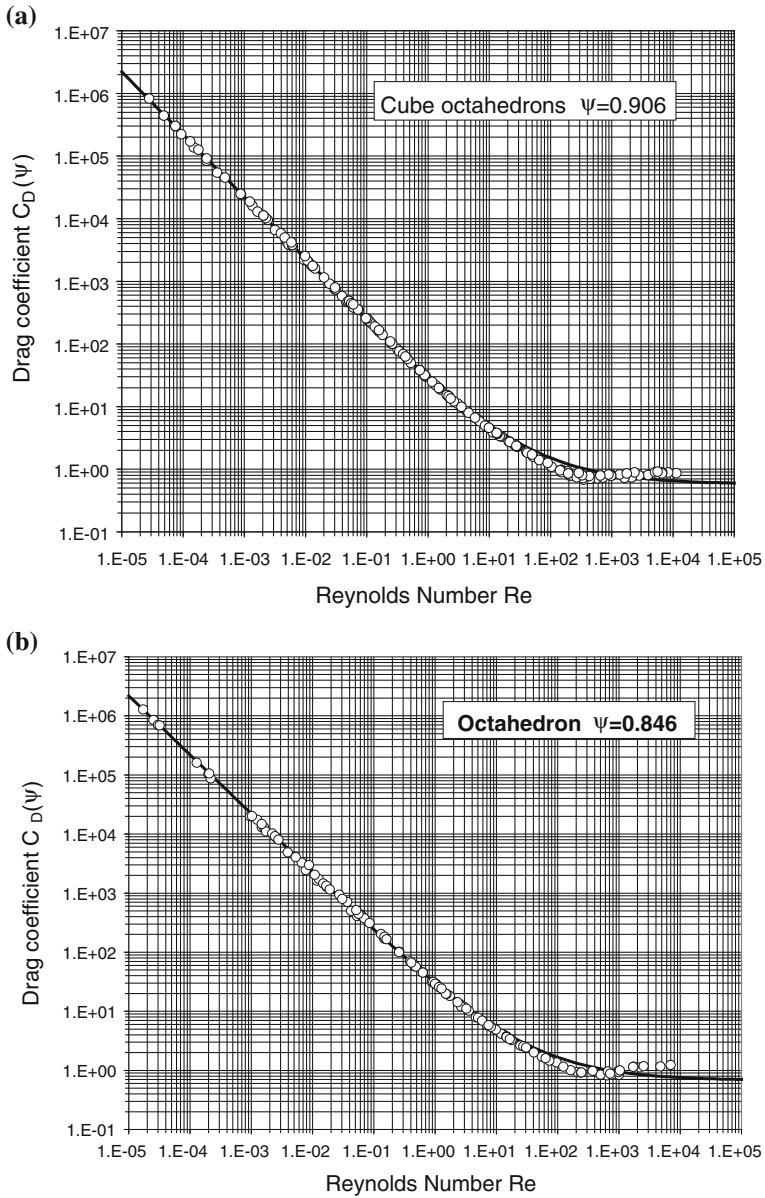 (a)
1.E+07
1.E+06
1.E+05
1.E+04
1.E+03
1.E+02
1.E+01
1.E+00
1.E-01
Drag coefficient C_D(ψ)
Cube octahedrons ψ=0.906
1.E-05 1.E-04 1.E-03 1.E-02 1.E-01 1.E+00 1.E+01 1.E+02 1.E+03 1.E+04 1.E+05
Reynolds Number Re
(b)
1.E+07
1.E+06
1.E+05
1.E+04
1.E+03
1.E+02
1.E+01
1.E+00
1.E-01
Drag coefficient C_D(ψ)
Octahedron ψ=0.846
1.E-05 1.E-04 1.E-03 1.E-02 1.E-01 1.E+00 1.E+01 1.E+02 1.E+03 1.E+04 1.E+05
Reynolds Number Re